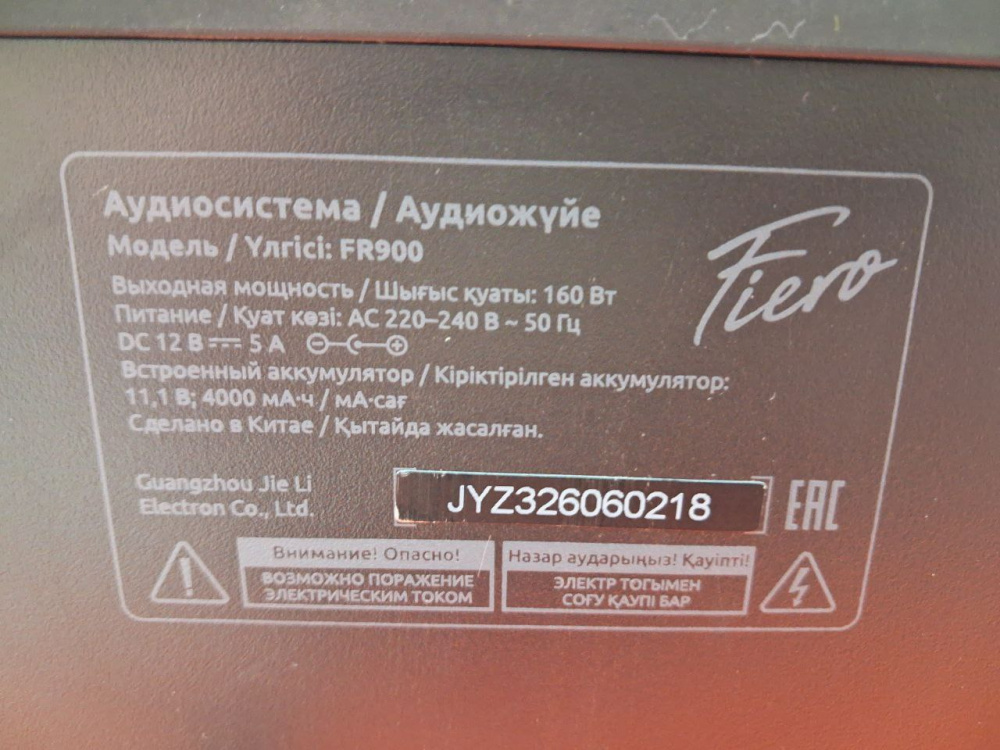 Аудиосистема / Аудиожүйе
Модель / Үлгісі: FR900
Fiero
Выходная мощность / Шығыс қуаты: 160 Вт
Питание / Қуат көзі: AC 220–240 В ~ 50 Гц
DC 12 В ⎓ 5 А
Встроенный аккумулятор / Кіріктірілген аккумулятор:
11,1 В; 4000 мА·ч / мА·сағ
Сделано в Китае / Қытайда жасалған.
Guangzhou Jie Li
Electron Co., Ltd.
JYZ326060218
EAC
Внимание! Опасно!
ВОЗМОЖНО ПОРАЖЕНИЕ
ЭЛЕКТРИЧЕСКИМ ТОКОМ
Назар аударыңыз! Қауіпті!
ЭЛЕКТР ТОГЫМЕН
СОҒУ ҚАУПІ БАР